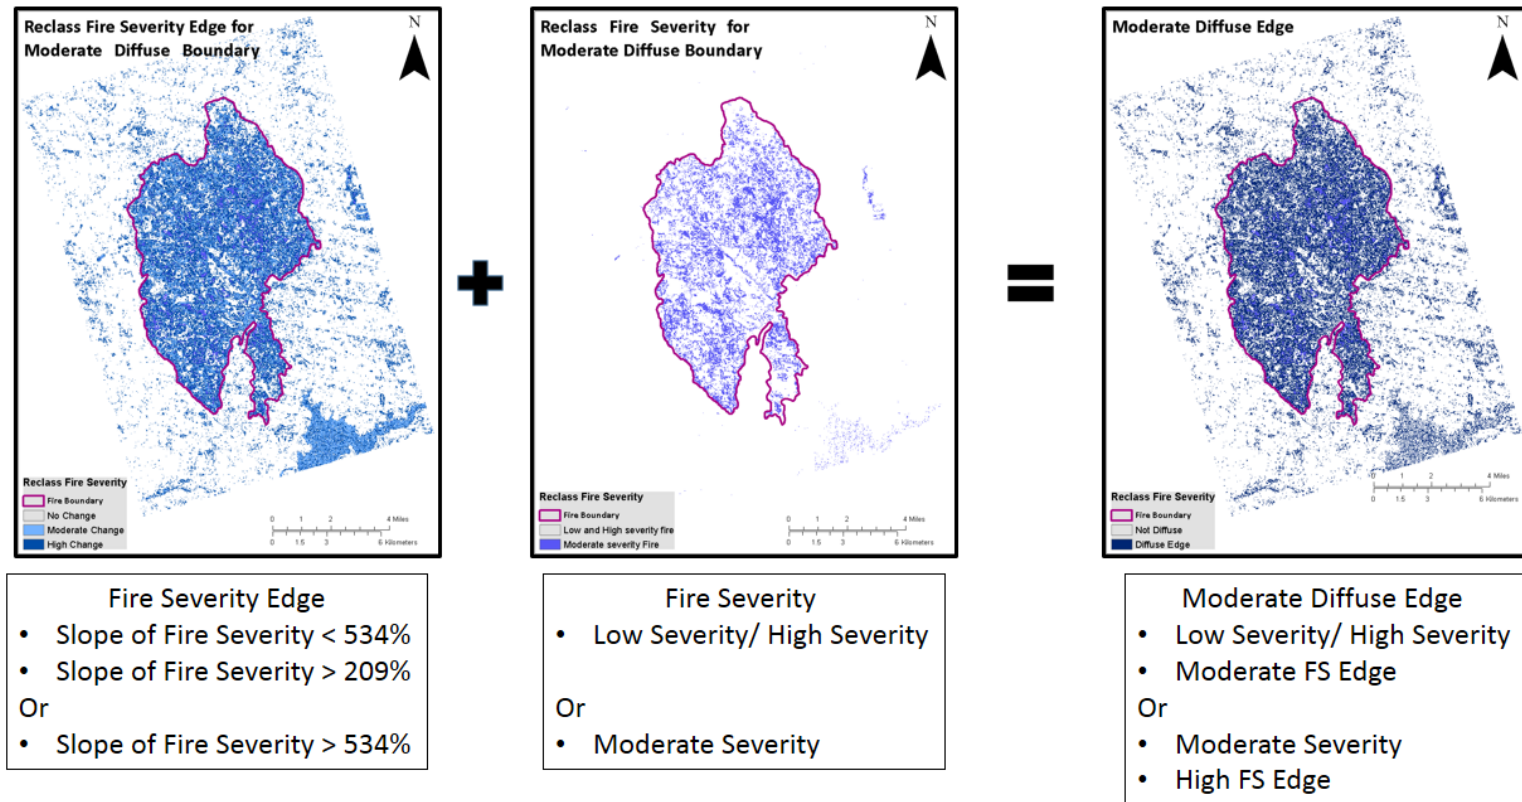 Reclass Fire Severity Edge for
Moderate Diffuse Boundary
N
Reclass Fire Severity
Fire Boundary
No Change
Moderate Change
High Change
0 1 2 4 Miles
0 1.5 3 6 Kilometers
Reclass Fire Severity for
Moderate Diffuse Boundary
N
Reclass Fire Severity
Fire Boundary
Low and High severity fire
Moderate severity Fire
0 1 2 4 Miles
0 1.5 3 6 Kilometers
Moderate Diffuse Edge
N
Reclass Fire Severity
Fire Boundary
Not Diffuse
Diffuse Edge
0 1 2 4 Miles
0 1.5 3 6 Kilometers
Fire Severity Edge
• Slope of Fire Severity < 534%
• Slope of Fire Severity > 209%
Or
• Slope of Fire Severity > 534%
Fire Severity
• Low Severity/ High Severity
Or
• Moderate Severity
Moderate Diffuse Edge
• Low Severity/ High Severity
• Moderate FS Edge
Or
• Moderate Severity
• High FS Edge